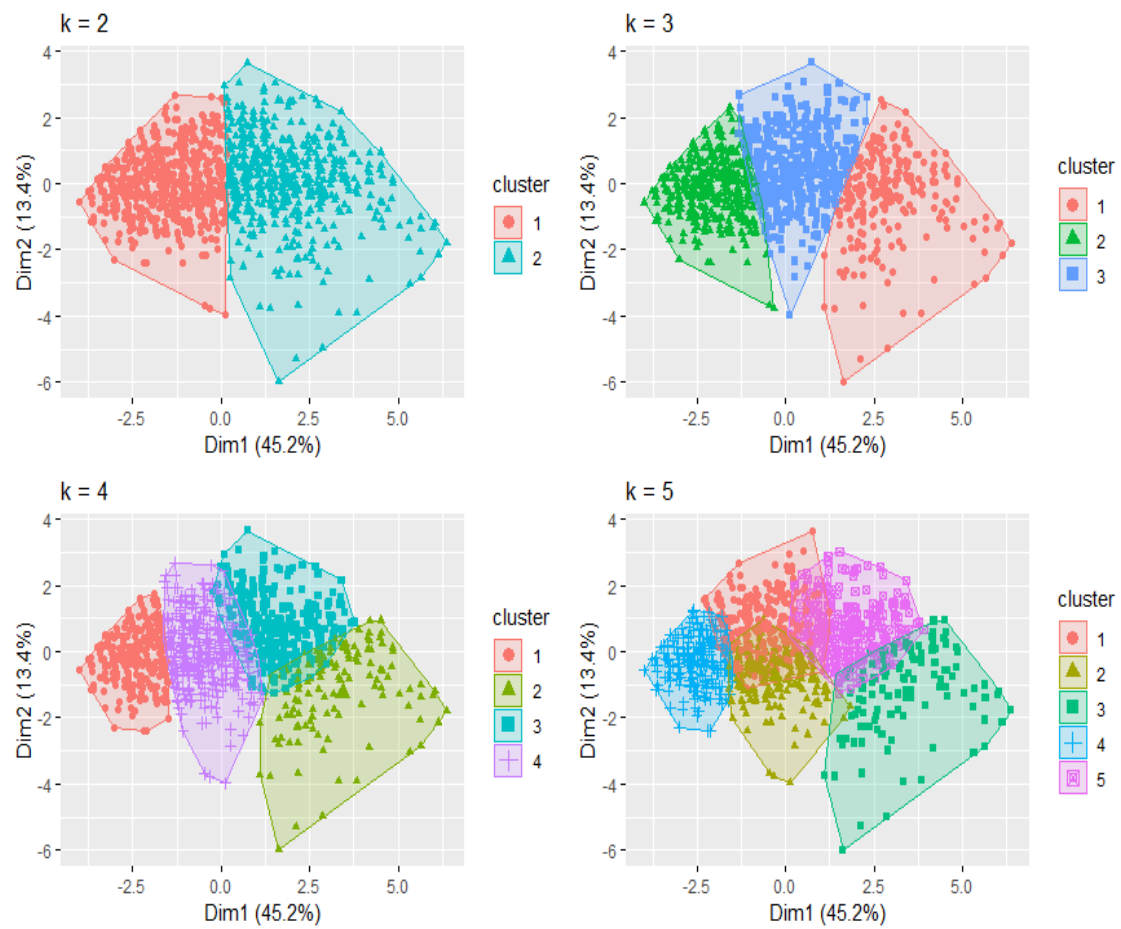 k = 2
4
2
0
-2
-4
-6
Dim2 (13.4%)
-2.5 0.0 2.5 5.0
Dim1 (45.2%)
cluster
1
2
k = 3
4
2
0
-2
-4
-6
Dim2 (13.4%)
-2.5 0.0 2.5 5.0
Dim1 (45.2%)
cluster
1
2
3
k = 4
4
2
0
-2
-4
-6
Dim2 (13.4%)
-2.5 0.0 2.5 5.0
Dim1 (45.2%)
cluster
1
2
3
4
k = 5
4
2
0
-2
-4
-6
Dim2 (13.4%)
-2.5 0.0 2.5 5.0
Dim1 (45.2%)
cluster
1
2
3
4
5